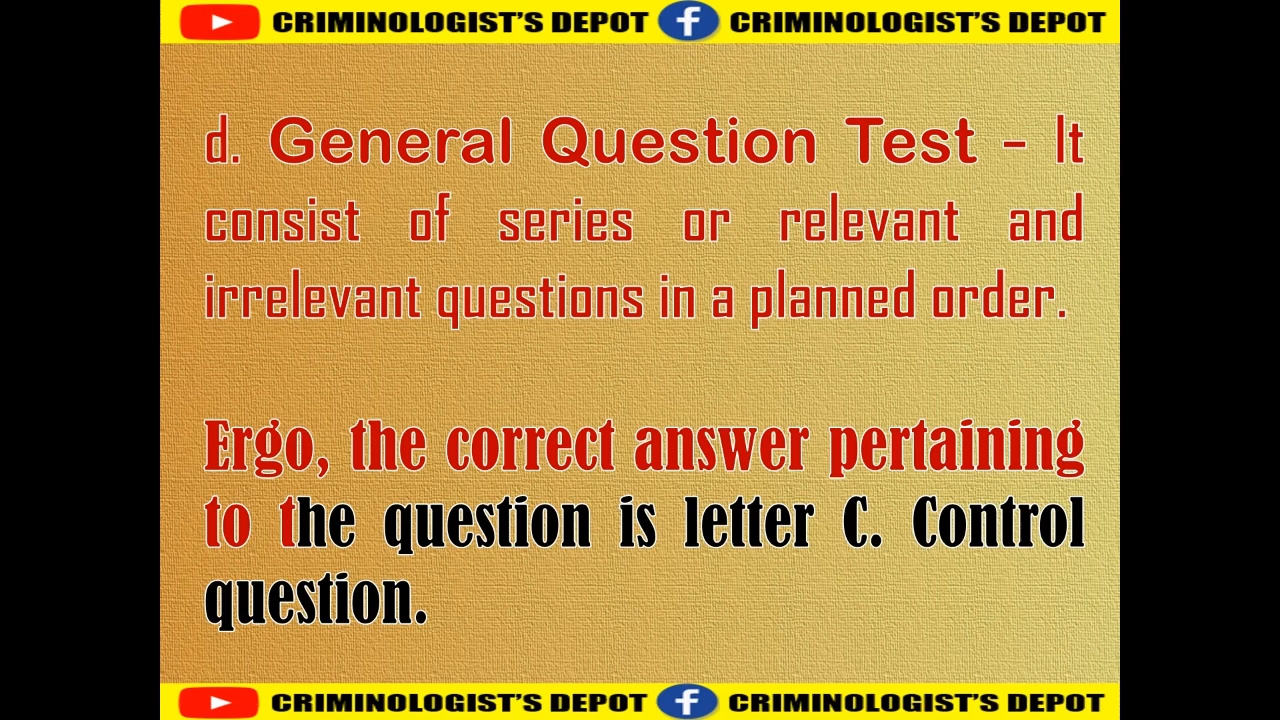 CRIMINOLOGIST'S DEPOT CRIMINOLOGIST'S DEPOT
d. General Question Test – It
consist of series or relevant and
irrelevant questions in a planned order.
Ergo, the correct answer pertaining
to the question is letter C. Control
question.
CRIMINOLOGIST'S DEPOT CRIMINOLOGIST'S DEPOT